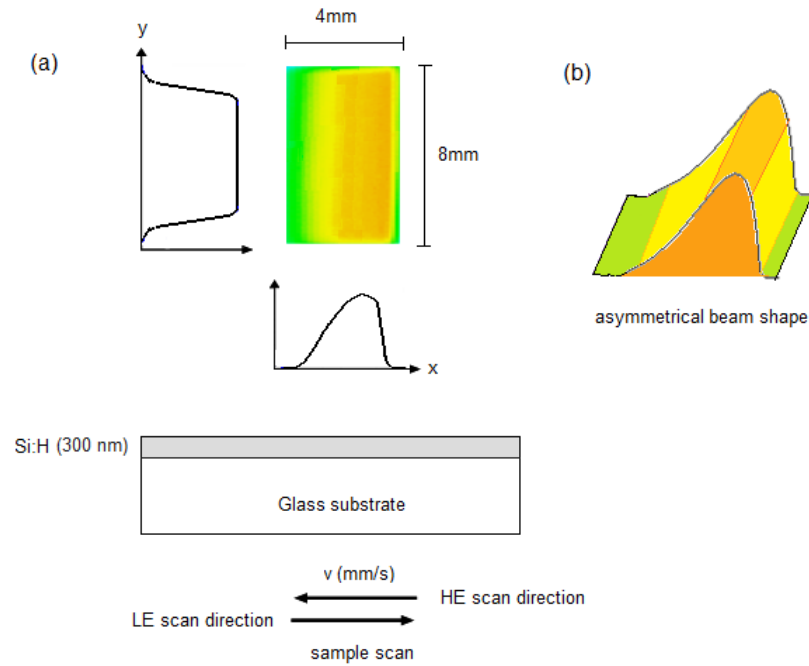 4mm
y
(a)
(b)
8mm
asymmetrical beam shape
x
Si:H (300 nm)
Glass substrate
v (mm/s)
HE scan direction
LE scan direction
sample scan